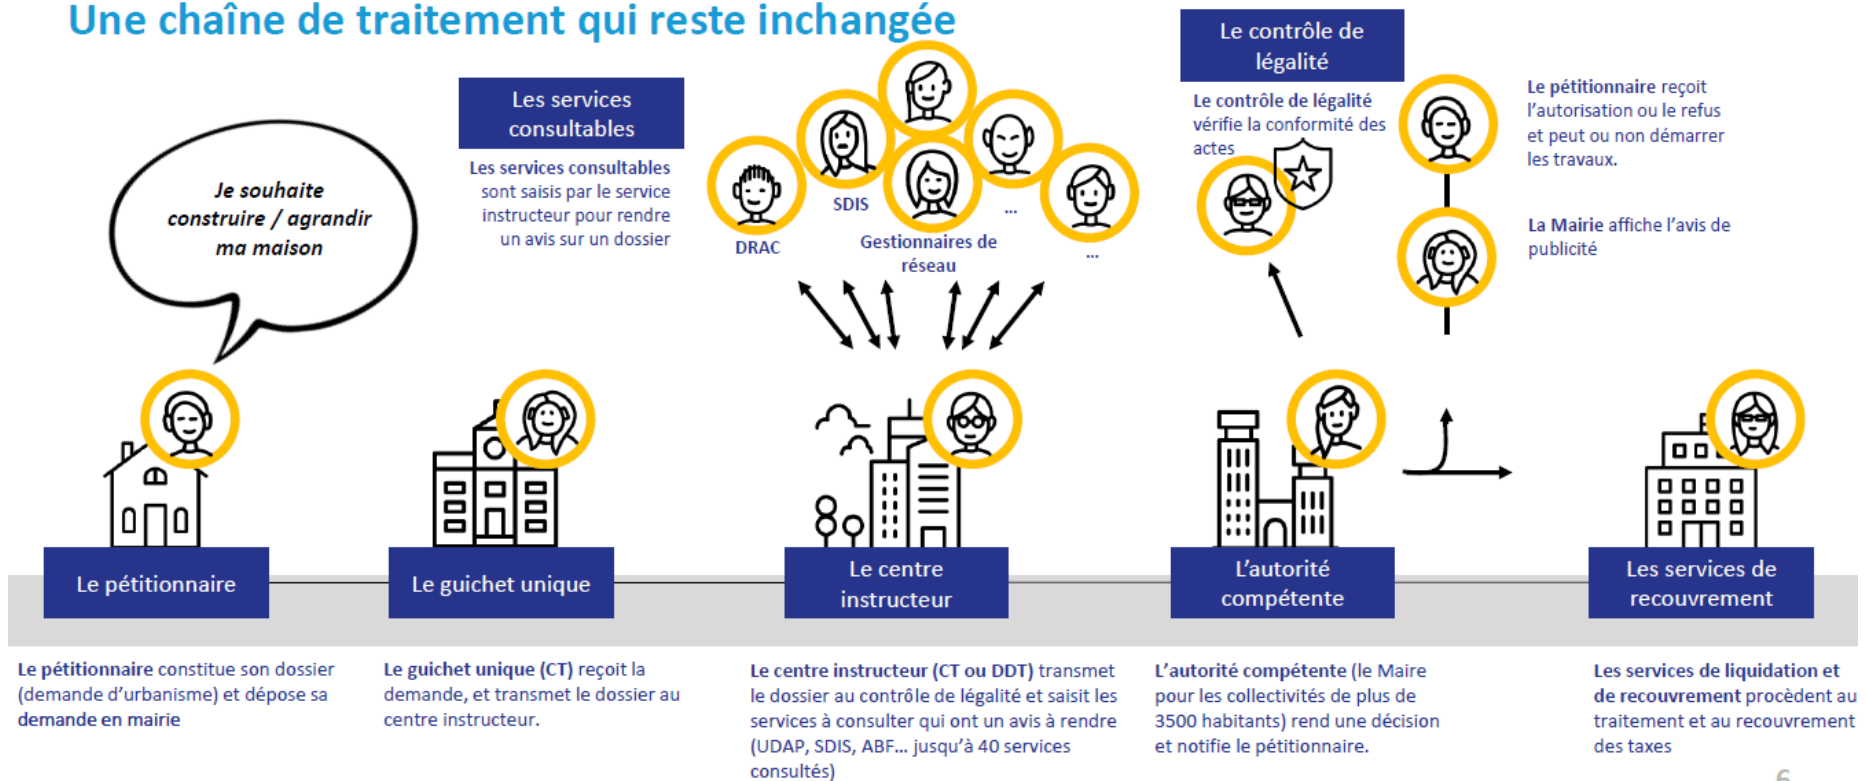 Une chaîne de traitement qui reste inchangée
Je souhaite
construire / agrandir
ma maison
Les services
consultables
Les services consultables
sont saisis par le service
instructeur pour rendre
un avis sur un dossier
DRAC
SDIS
Gestionnaires de
réseau
...
...
Le contrôle de
légalité
Le contrôle de légalité
vérifie la conformité des
actes
Le pétitionnaire reçoit
l'autorisation ou le refus
et peut ou non démarrer
les travaux.
La Mairie affiche l'avis de
publicité
Le pétitionnaire
Le guichet unique
Le centre
instructeur
L'autorité
compétente
Les services de
recouvrement
Le pétitionnaire constitue son dossier
(demande d'urbanisme) et dépose sa
demande en mairie
Le guichet unique (CT) reçoit la
demande, et transmet le dossier au
centre instructeur.
Le centre instructeur (CT ou DDT) transmet
le dossier au contrôle de légalité et saisit les
services à consulter qui ont un avis à rendre
(UDAP, SDIS, ABF... jusqu'à 40 services
consultés)
L'autorité compétente (le Maire
pour les collectivités de plus de
3500 habitants) rend une décision
et notifie le pétitionnaire.
Les services de liquidation et
de recouvrement procèdent au
traitement et au recouvrement
des taxes
6